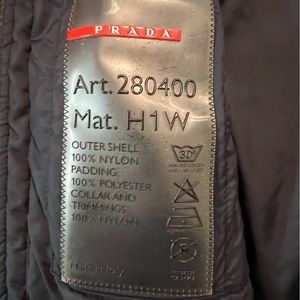 PRADA
Art. 280400
Mat. H1W
OUTER SHELL
100% NYLON
PADDING
100% POLYESTER
COLLAR AND
TRIMMINGS
100% NYLON
30°
Made in Italy